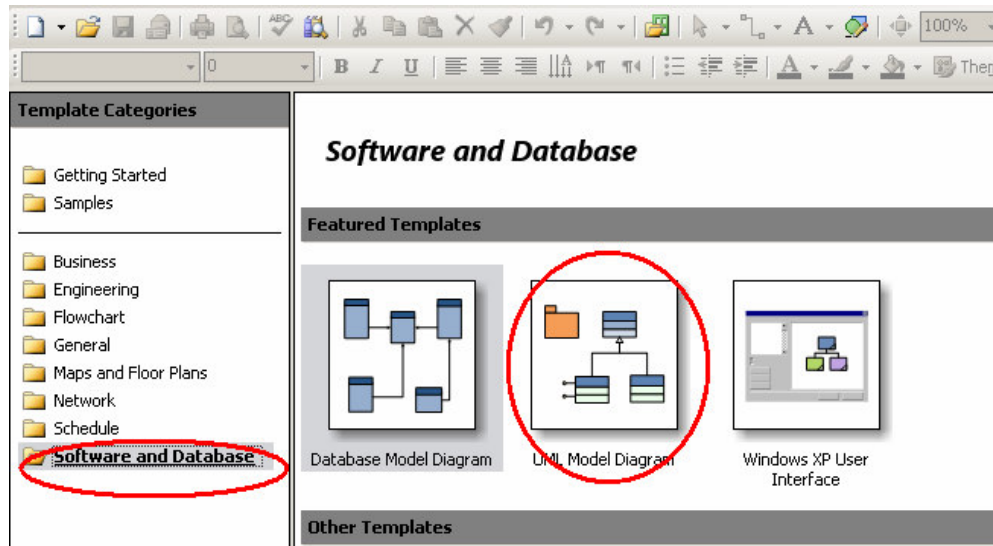 100%
0
B I U
A
Template Categories
Getting Started
Samples
Business
Engineering
Flowchart
General
Maps and Floor Plans
Network
Schedule
Software and Database
Software and Database
Featured Templates
Database Model Diagram
UML Model Diagram
Windows XP User
Interface
Other Templates